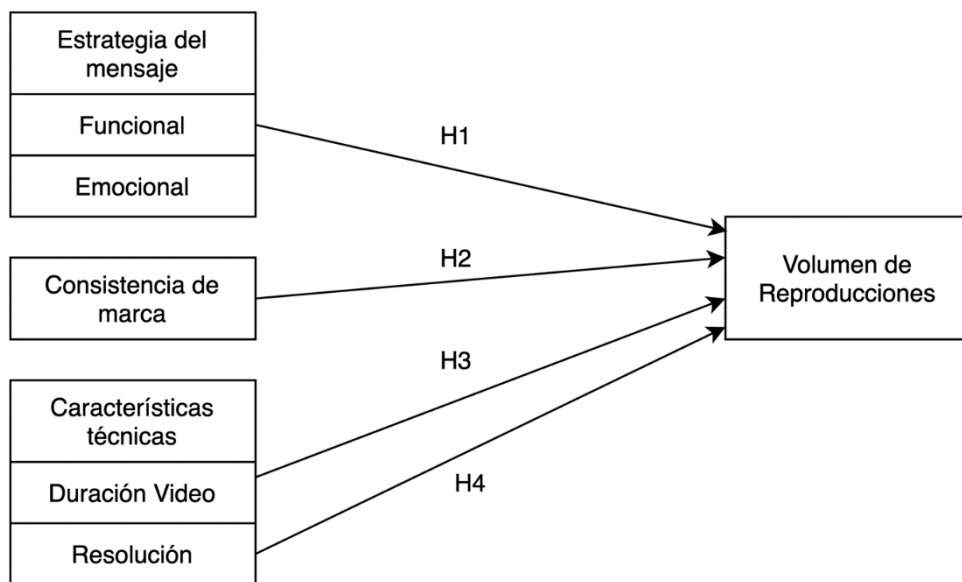 Estrategia del
mensaje
Funcional
Emocional
H1
Consistencia de
marca
H2
Volumen de
Reproducciones
Características
técnicas
Duración Video
Resolución
H3
H4